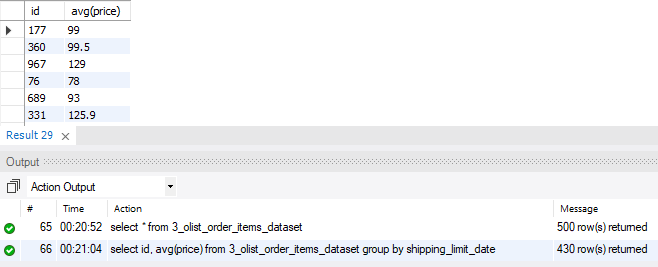 id avg(price)
177 99
360 99.5
967 129
76 78
689 93
331 125.9
Result 29
Output
Action Output
# Time Action Message
65 00:20:52 select * from 3_olist_order_items_dataset 500 row(s) returned
66 00:21:04 select id, avg(price) from 3_olist_order_items_dataset group by shipping_limit_date 430 row(s) returned